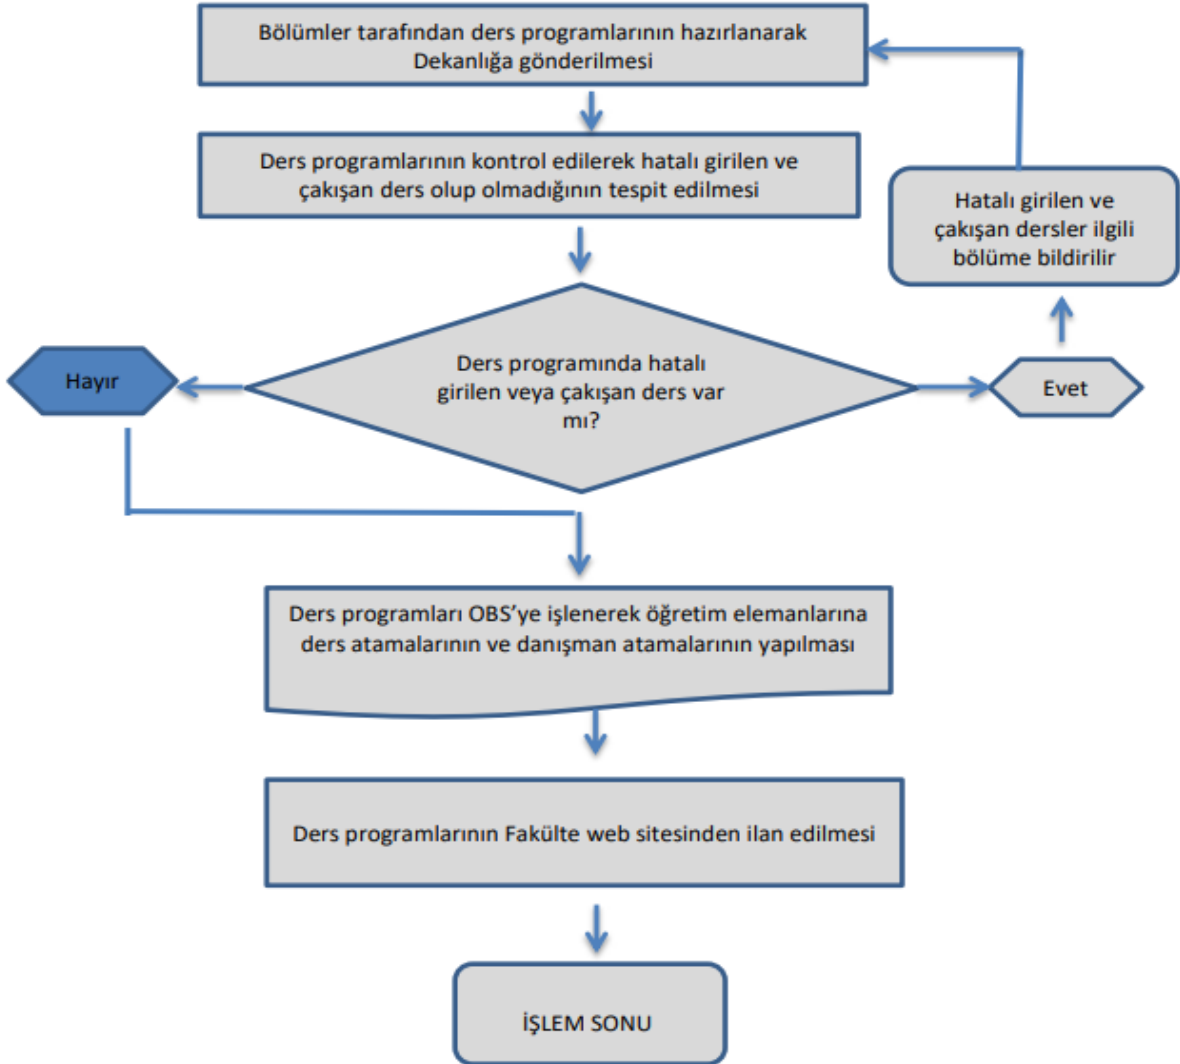 Bölümler tarafından ders programlarının hazırlanarak
Dekanlığa gönderilmesi
Ders programlarının kontrol edilerek hatalı girilen ve
çakışan ders olup olmadığının tespit edilmesi
Hatalı girilen ve
çakışan dersler ilgili
bölüme bildirilir
Ders programında hatalı
girilen veya çakışan ders var
mı?
Hayır
Evet
Ders programları OBS’ye işlenerek öğretim elemanlarına
ders atamalarının ve danışman atamalarının yapılması
Ders programlarının Fakülte web sitesinden ilan edilmesi
İŞLEM SONU